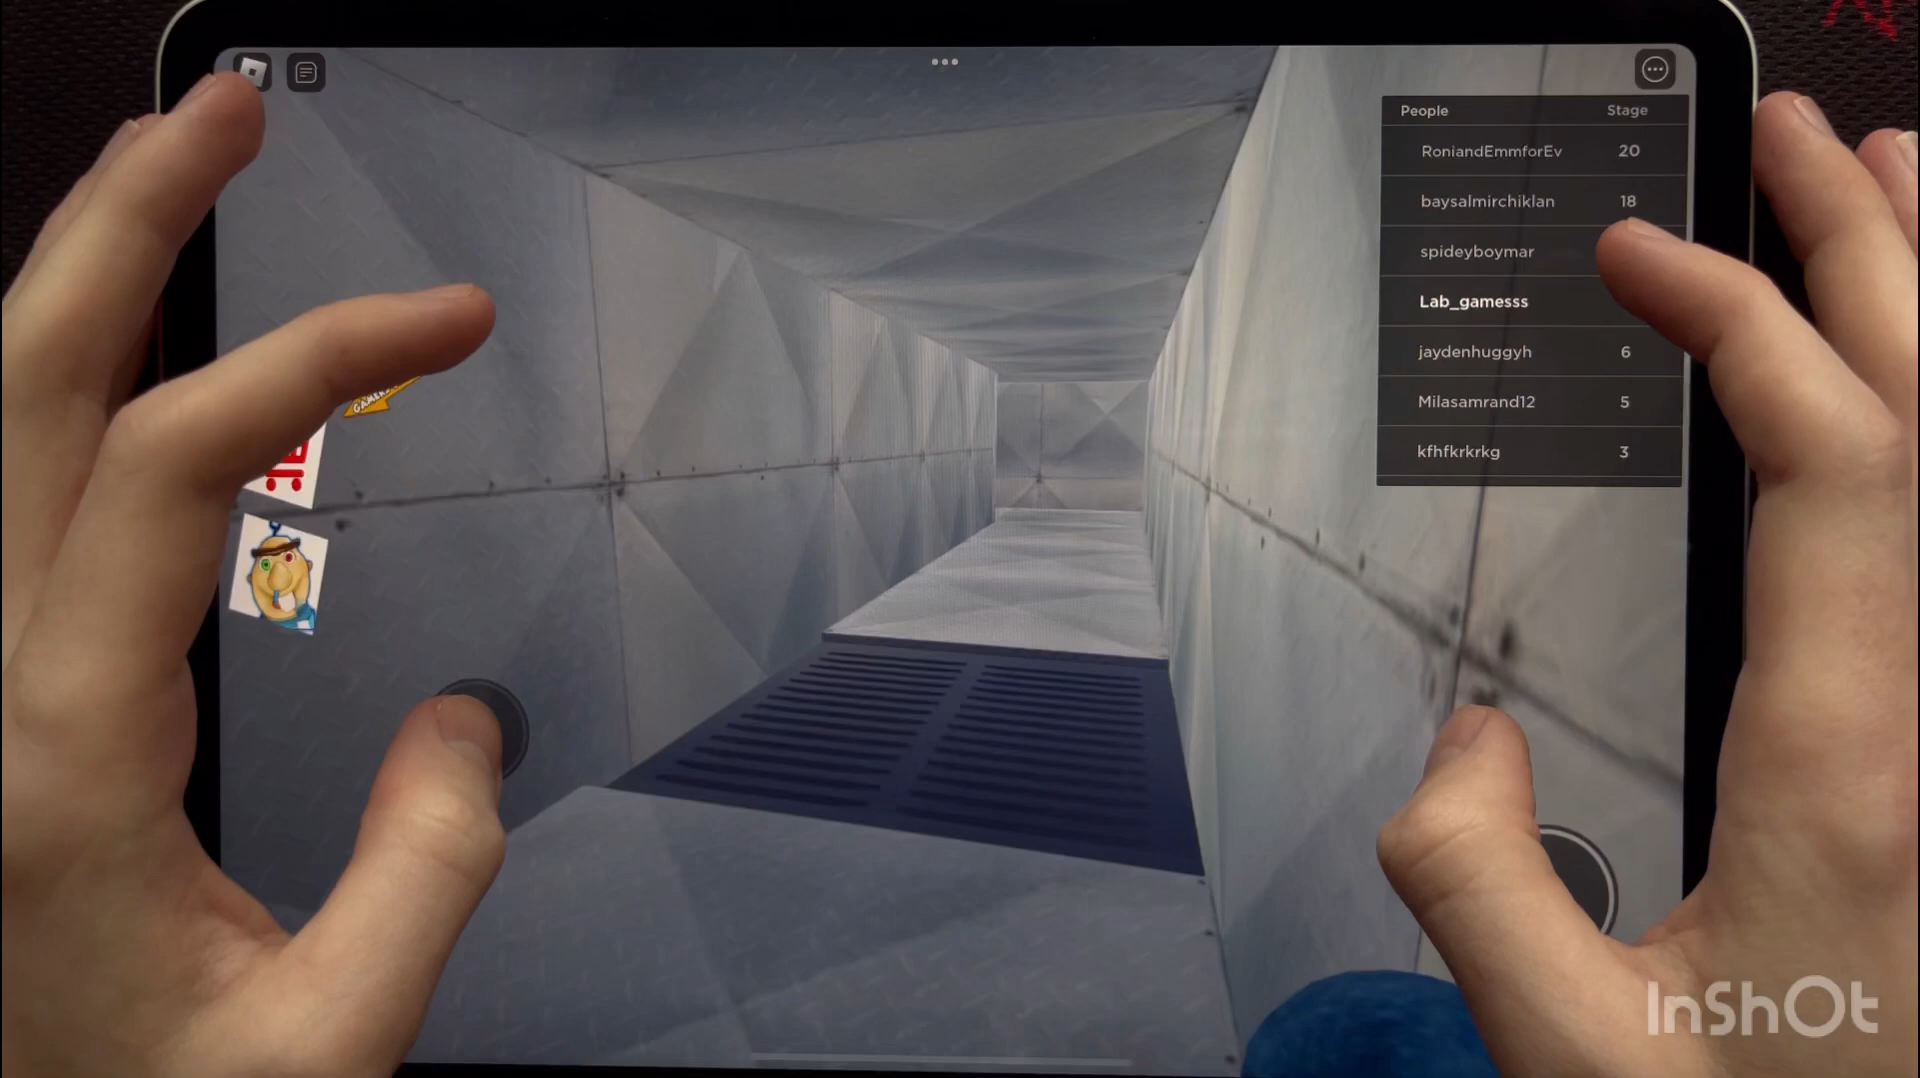 People Stage
RoniandEmmforEv 20
baysalmirchiklan 18
spideyboymar
Lab_gamesss
jaydenhuggyh 6
Milasamrand12 5
kfhfkrkrkg 3
InShOt